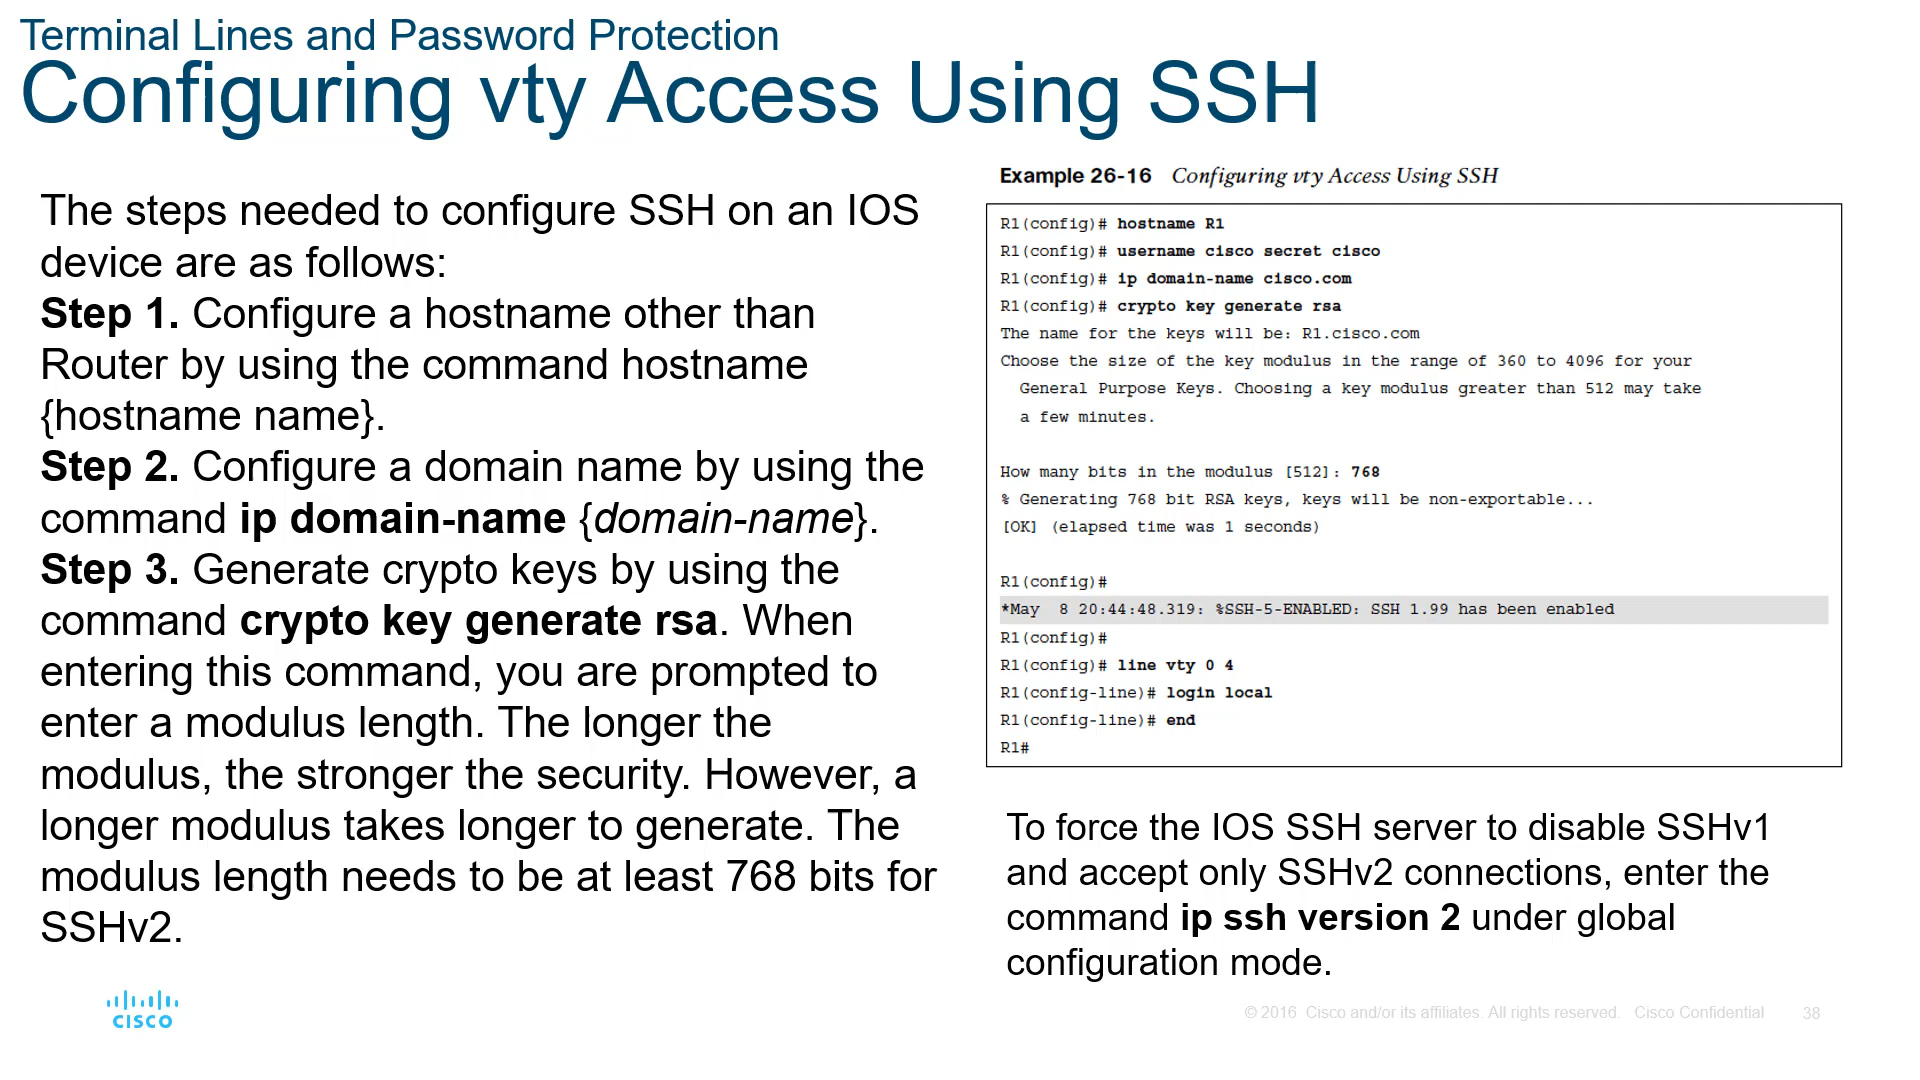 Terminal Lines and Password Protection
Configuring vty Access Using SSH
The steps needed to configure SSH on an IOS
device are as follows:
Step 1. Configure a hostname other than
Router by using the command hostname
{hostname name}.
Step 2. Configure a domain name by using the
command ip domain-name {domain-name}.
Step 3. Generate crypto keys by using the
command crypto key generate rsa. When
entering this command, you are prompted to
enter a modulus length. The longer the
modulus, the stronger the security. However, a
longer modulus takes longer to generate. The
modulus length needs to be at least 768 bits for
SSHv2.
Example 26-16 Configuring vty Access Using SSH
R1(config)# hostname R1
R1(config)# username cisco secret cisco
R1(config)# ip domain-name cisco.com
R1(config)# crypto key generate rsa
The name for the keys will be: R1.cisco.com
Choose the size of the key modulus in the range of 360 to 4096 for your
General Purpose Keys. Choosing a key modulus greater than 512 may take
a few minutes.
How many bits in the modulus [512]: 768
% Generating 768 bit RSA keys, keys will be non-exportable...
[OK] (elapsed time was 1 seconds)
R1(config)#
*May  8 20:44:48.319: %SSH-5-ENABLED: SSH 1.99 has been enabled
R1(config)#
R1(config)# line vty 0 4
R1(config-line)# login local
R1(config-line)# end
R1#
To force the IOS SSH server to disable SSHv1
and accept only SSHv2 connections, enter the
command ip ssh version 2 under global
configuration mode.
CISCO
© 2016 Cisco and/or its affiliates. All rights reserved. Cisco Confidential 38